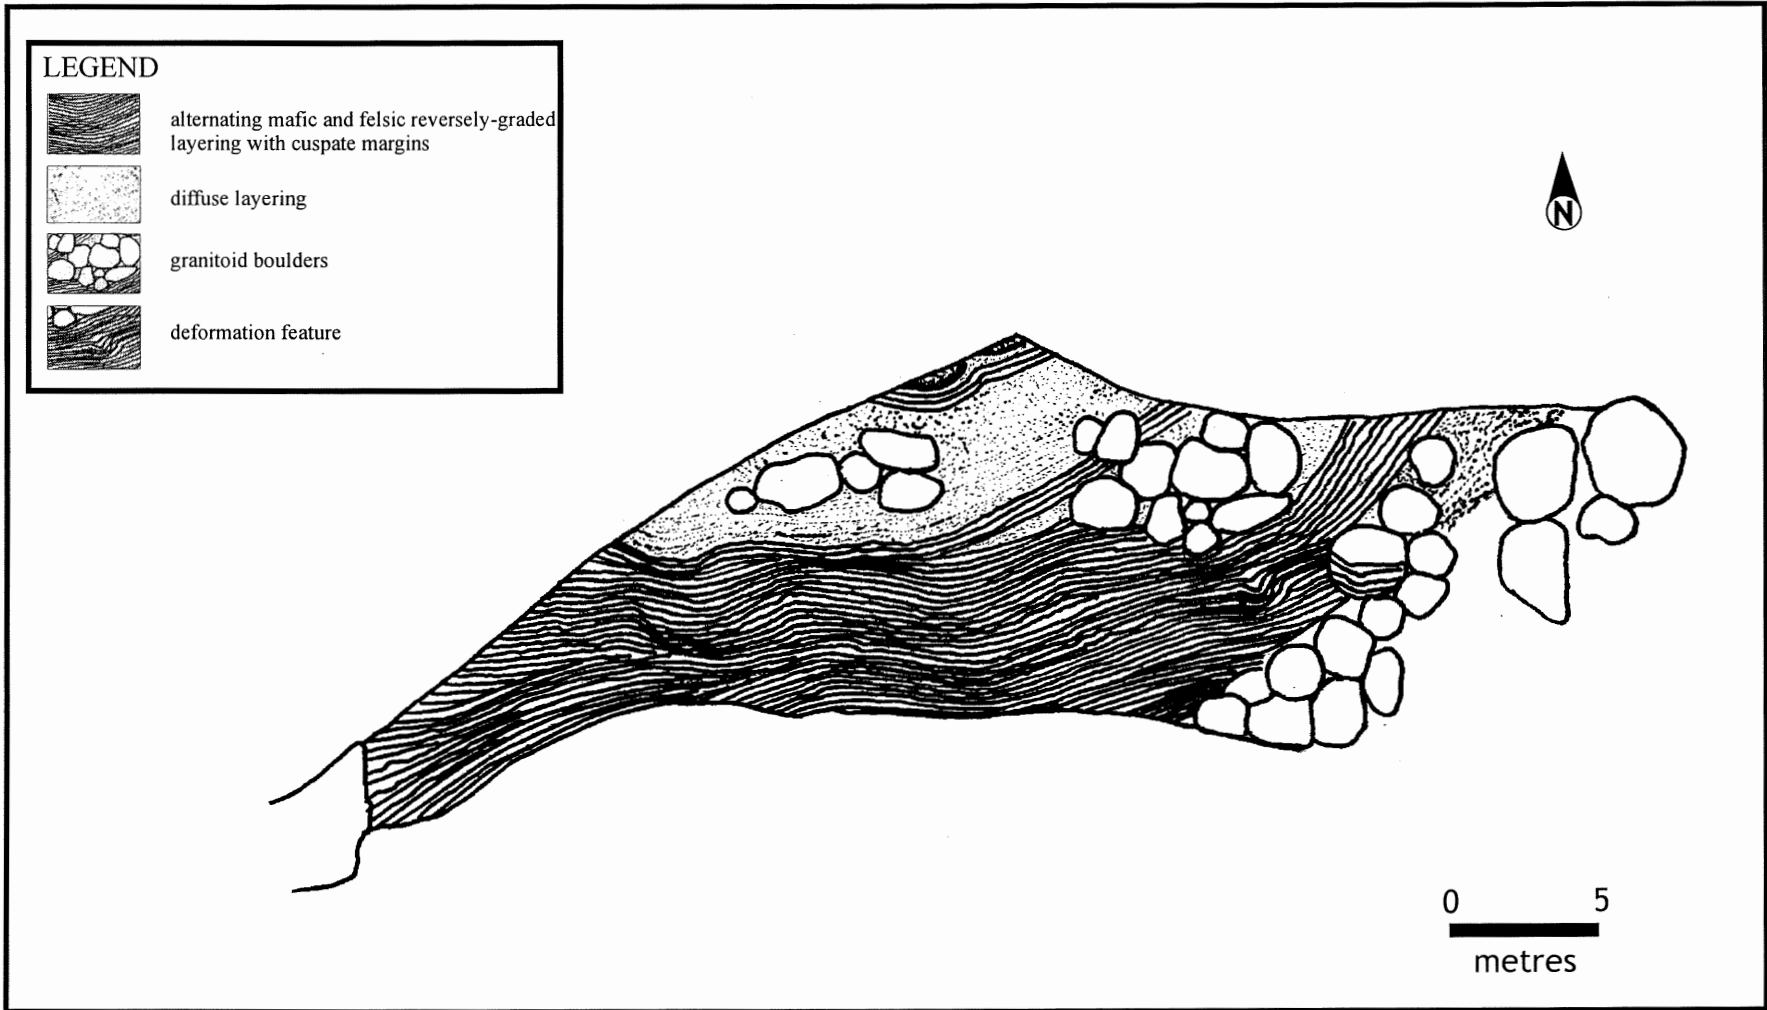 LEGEND
alternating mafic and felsic reversely-graded
layering with cuspate margins
diffuse layering
granitoid boulders
deformation feature
N
0 5
metres